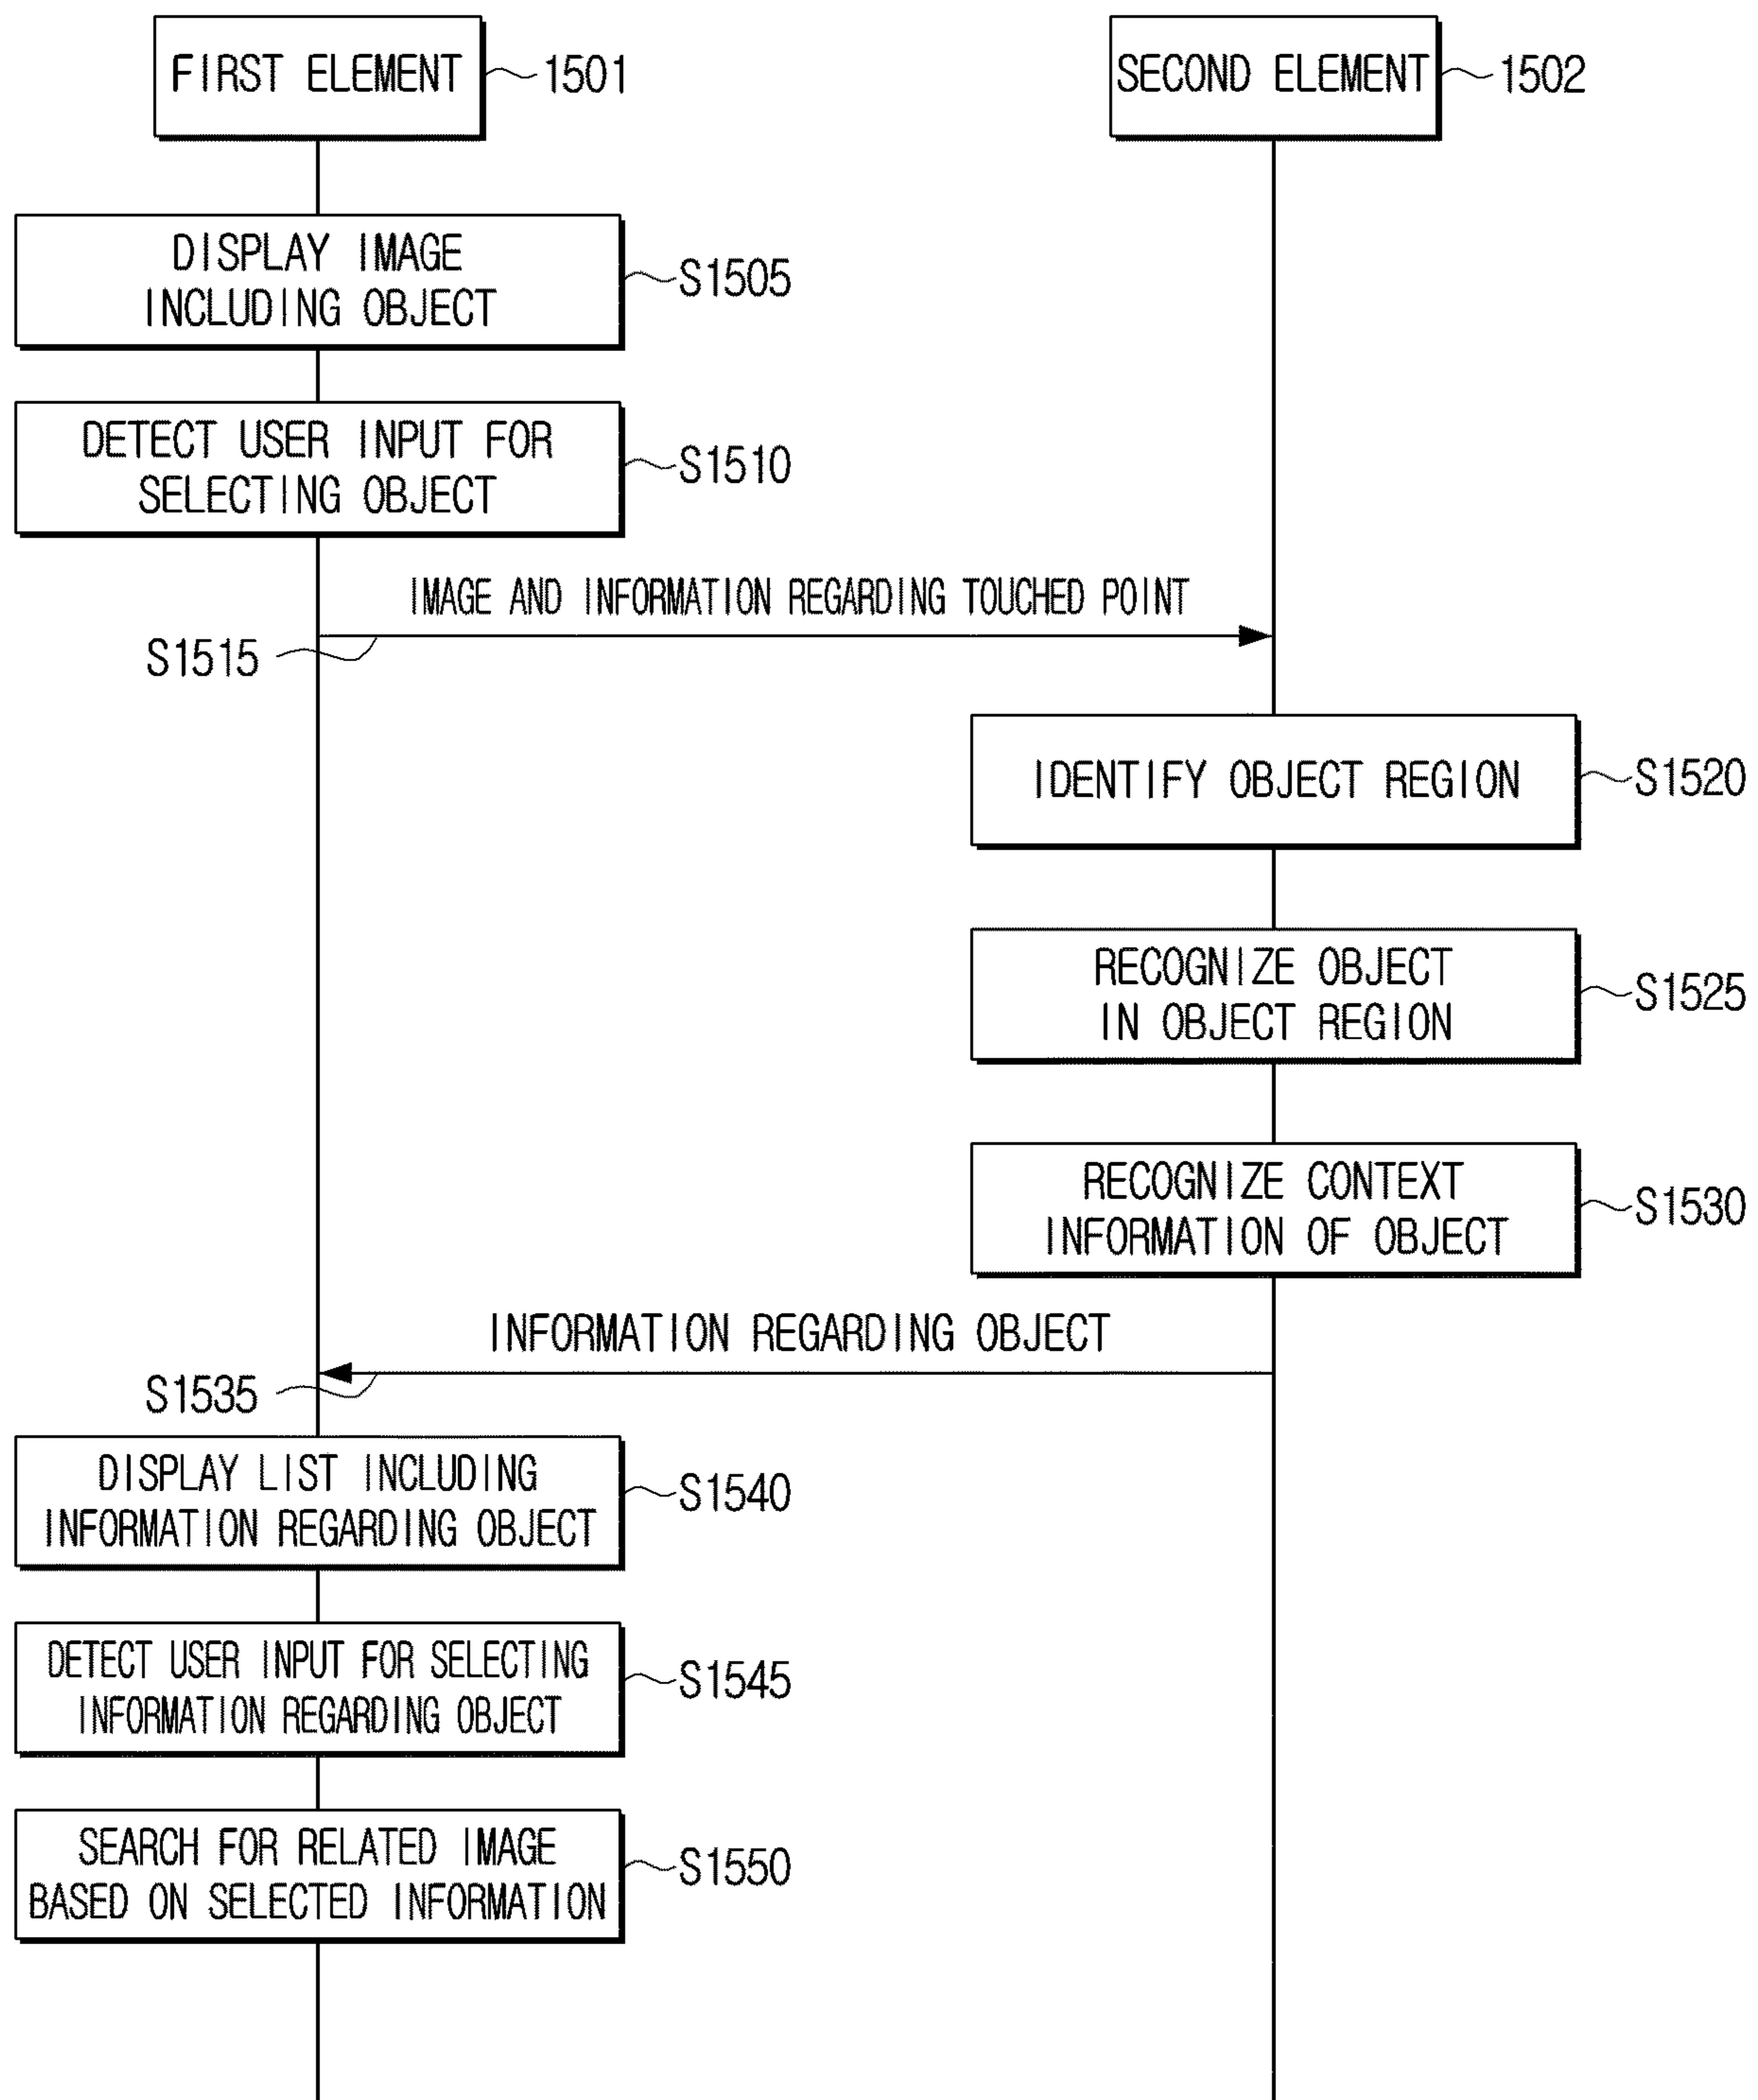 FIRST ELEMENT
1501
SECOND ELEMENT
1502
DISPLAY IMAGE
INCLUDING OBJECT
S1505
DETECT USER INPUT FOR
SELECTING OBJECT
S1510
IMAGE AND INFORMATION REGARDING TOUCHED POINT
S1515
IDENTIFY OBJECT REGION
S1520
RECOGNIZE OBJECT
IN OBJECT REGION
S1525
RECOGNIZE CONTEXT
INFORMATION OF OBJECT
S1530
INFORMATION REGARDING OBJECT
S1535
DISPLAY LIST INCLUDING
INFORMATION REGARDING OBJECT
S1540
DETECT USER INPUT FOR SELECTING
INFORMATION REGARDING OBJECT
S1545
SEARCH FOR RELATED IMAGE
BASED ON SELECTED INFORMATION
S1550